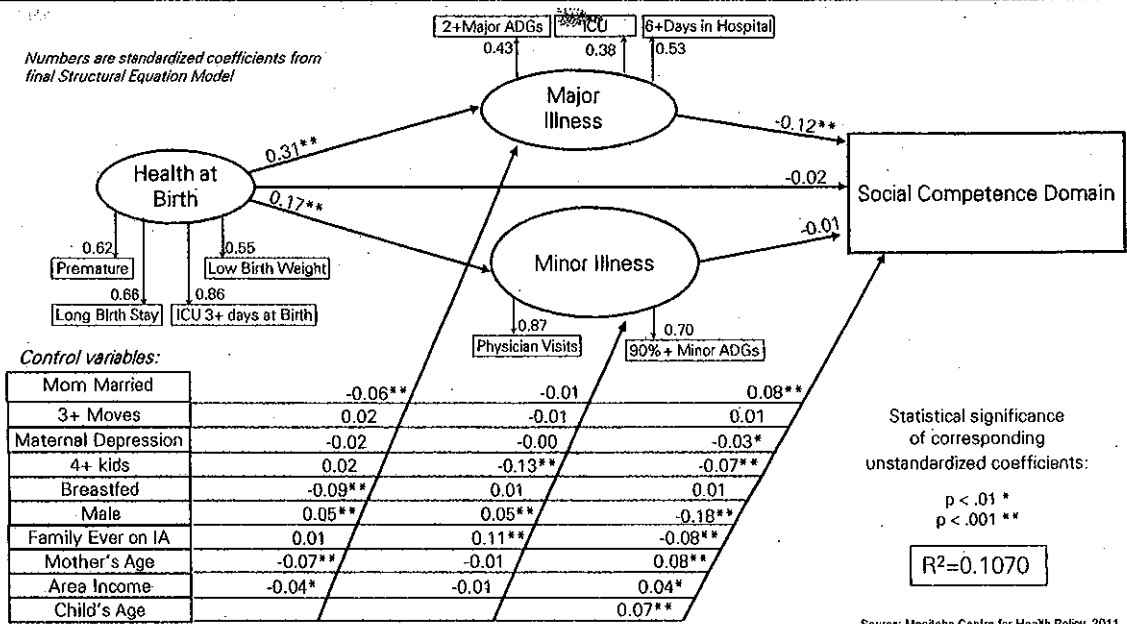 2+Major ADGs ICU 6+Days in Hospital
0.43 0.38 0.53
Numbers are standardized coefficients from
final Structural Equation Model
Major
Illness
0.31**
-0.12**
Health at
Birth
-0.02
Social Competence Domain
0.17**
-0.01
Minor Illness
0.62 0.55
Premature Low Birth Weight
0.66 0.86
Long Birth Stay ICU 3+ days at Birth
0.87 0.70
Physician Visits 90%+ Minor ADGs
Control variables:
Mom Married -0.06** -0.01 0.08**
3+ Moves 0.02 -0.01 0.01
Maternal Depression -0.02 -0.00 -0.03*
4+ kids 0.02 -0.13** -0.07**
Breastfed -0.09** 0.01 0.01
Male 0.05** 0.05** -0.18**
Family Ever on IA 0.01 0.11** -0.08**
Mother's Age -0.07** -0.01 0.08**
Area Income -0.04* -0.01 0.04*
Child's Age 0.07**
Statistical significance
of corresponding
unstandardized coefficients:
p < .01 *
p < .001 **
R²=0.1070
Source: Manitoba Centre for Health Policy, 2011